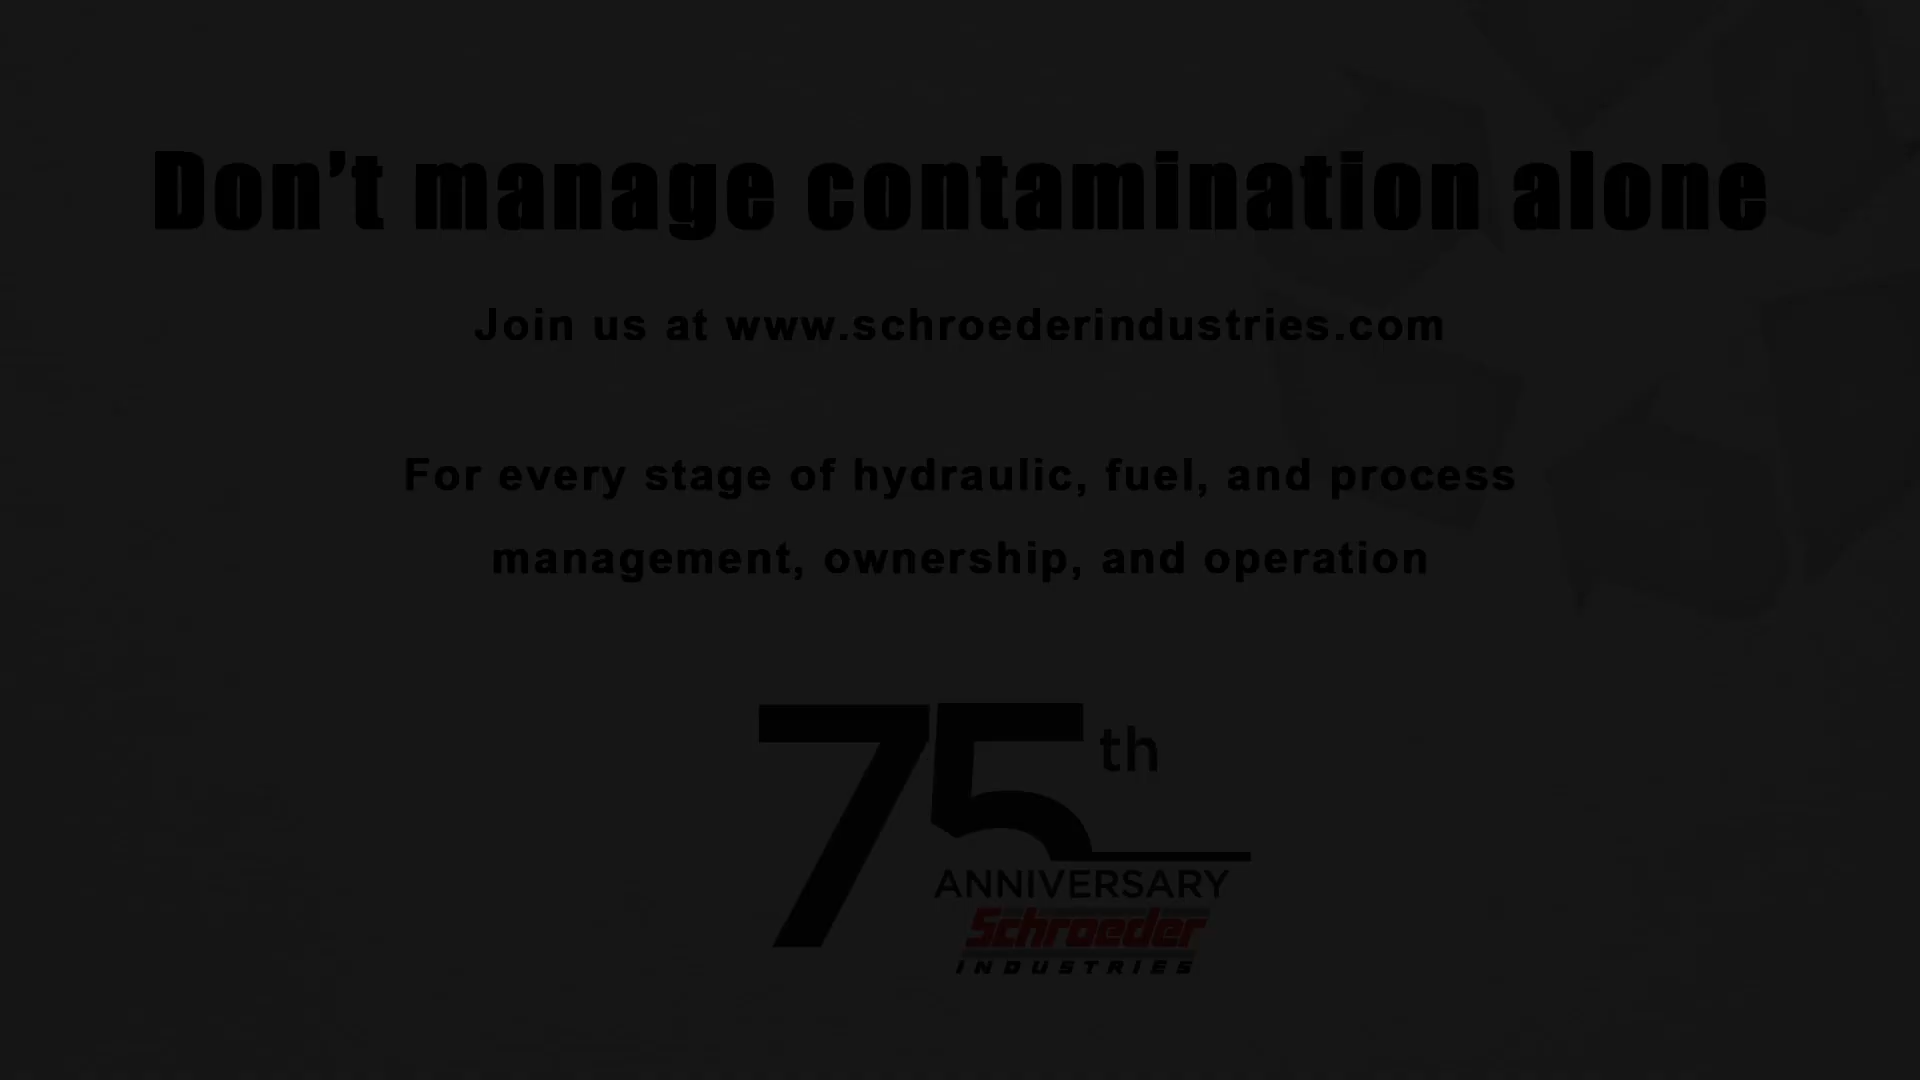 Don't manage contamination alone
Join us at www.schroederindustries.com
For every stage of hydraulic, fuel, and process
management, ownership, and operation
75th
ANNIVERSARY
Schroeder
INDUSTRIES